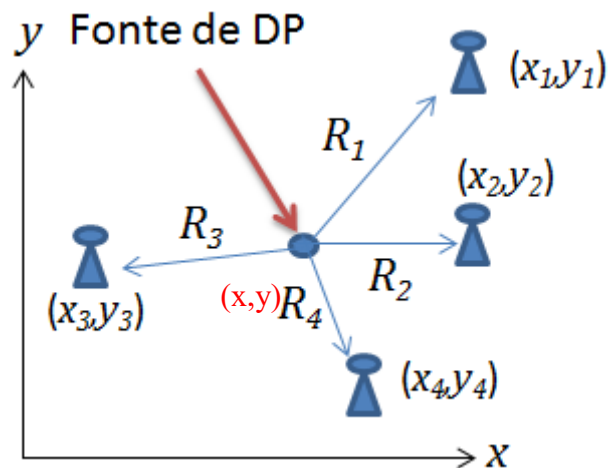 y Fonte de DP
(x₁,y₁)
R₁
(x₂,y₂)
R₃
R₂
(x,y) R₄
(x₃,y₃)
(x₄,y₄)
x